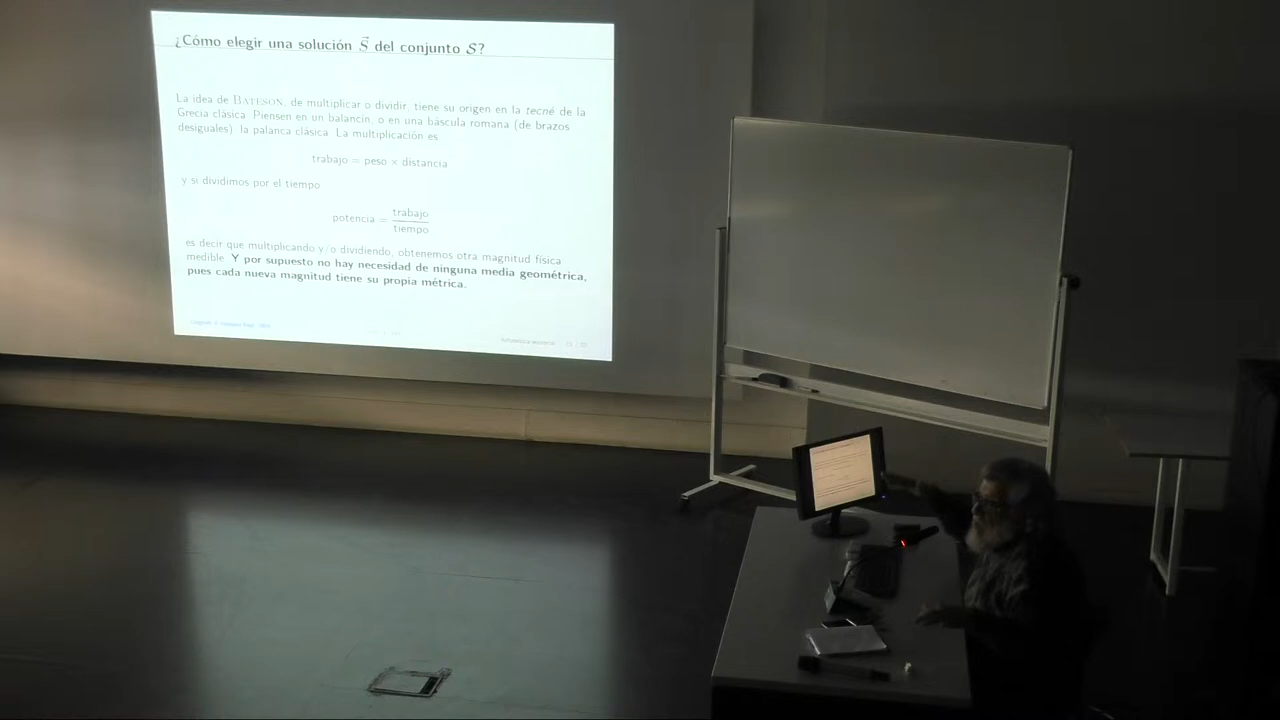 ¿Cómo elegir una solución S⃗ del conjunto S?
La idea de BATESON, de multiplicar o dividir, tiene su origen en la tecné de la
Grecia clásica. Piensen en un balancín, o en una báscula romana (de brazos
desiguales): la palanca clásica. La multiplicación es:
trabajo = peso × distancia
y si dividimos por el tiempo
potencia = trabajo
tiempo
es decir que multiplicando y/o dividiendo, obtenemos otra magnitud física
medible. Y por supuesto no hay necesidad de ninguna media geométrica,
pues cada nueva magnitud tiene su propia métrica.